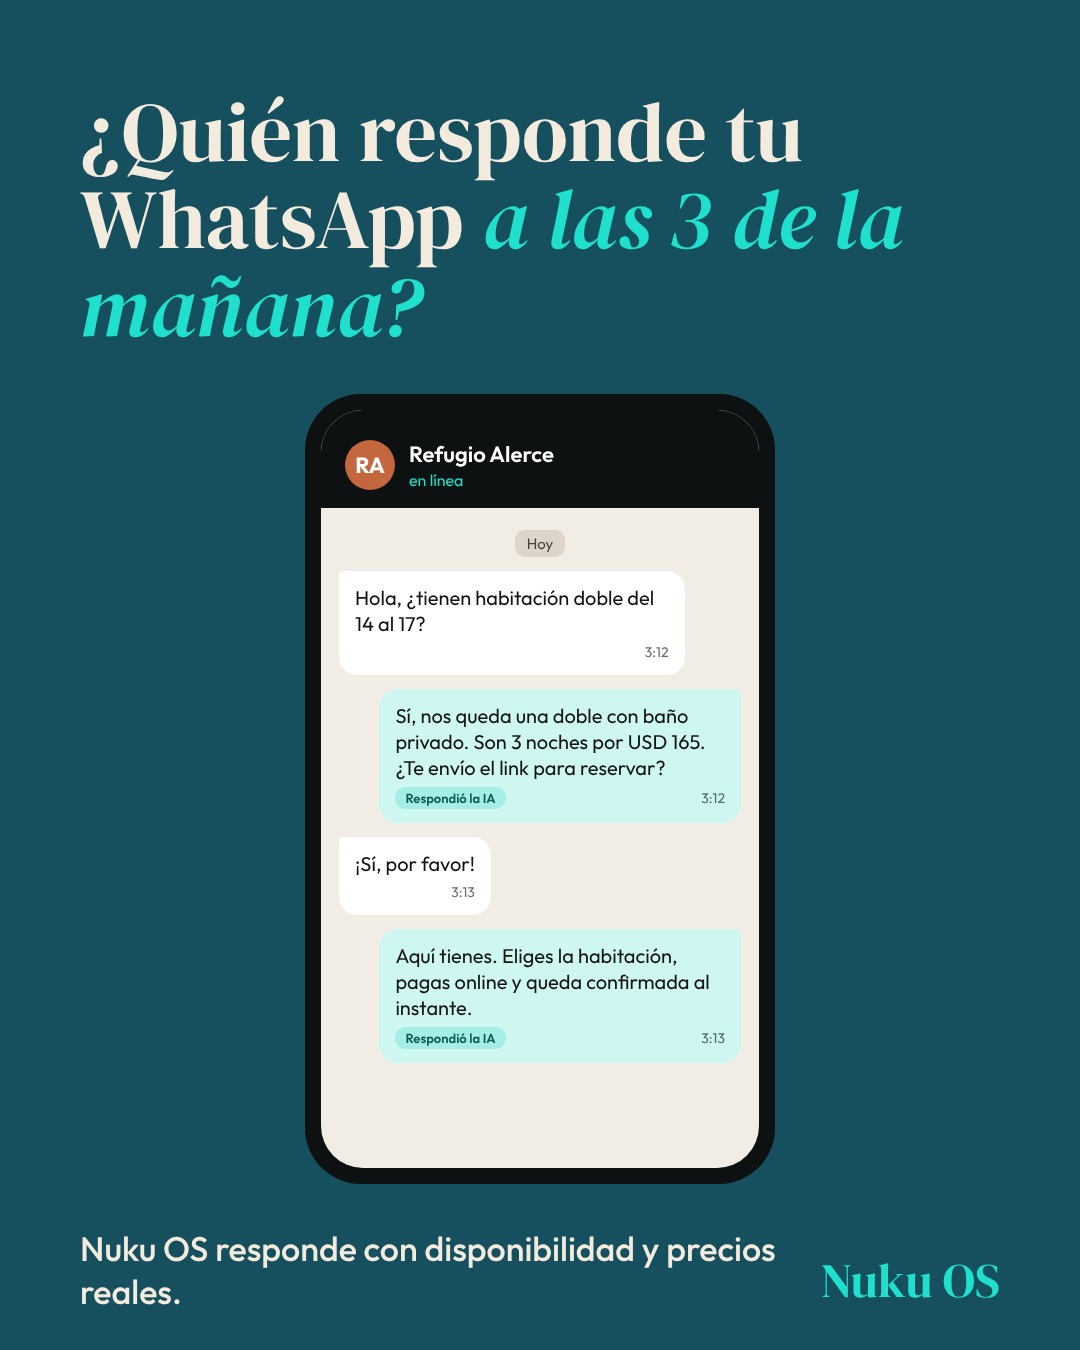 ¿Quién responde tu
WhatsApp a las 3 de la
mañana?
RA
Refugio Alerce
en línea
Hoy
Hola, ¿tienen habitación doble del
14 al 17?
3:12
Sí, nos queda una doble con baño
privado. Son 3 noches por USD 165.
¿Te envío el link para reservar?
Respondió la IA
3:12
¡Sí, por favor!
3:13
Aquí tienes. Eliges la habitación,
pagas online y queda confirmada al
instante.
Respondió la IA
3:13
Nuku OS responde con disponibilidad y precios
reales.
Nuku OS